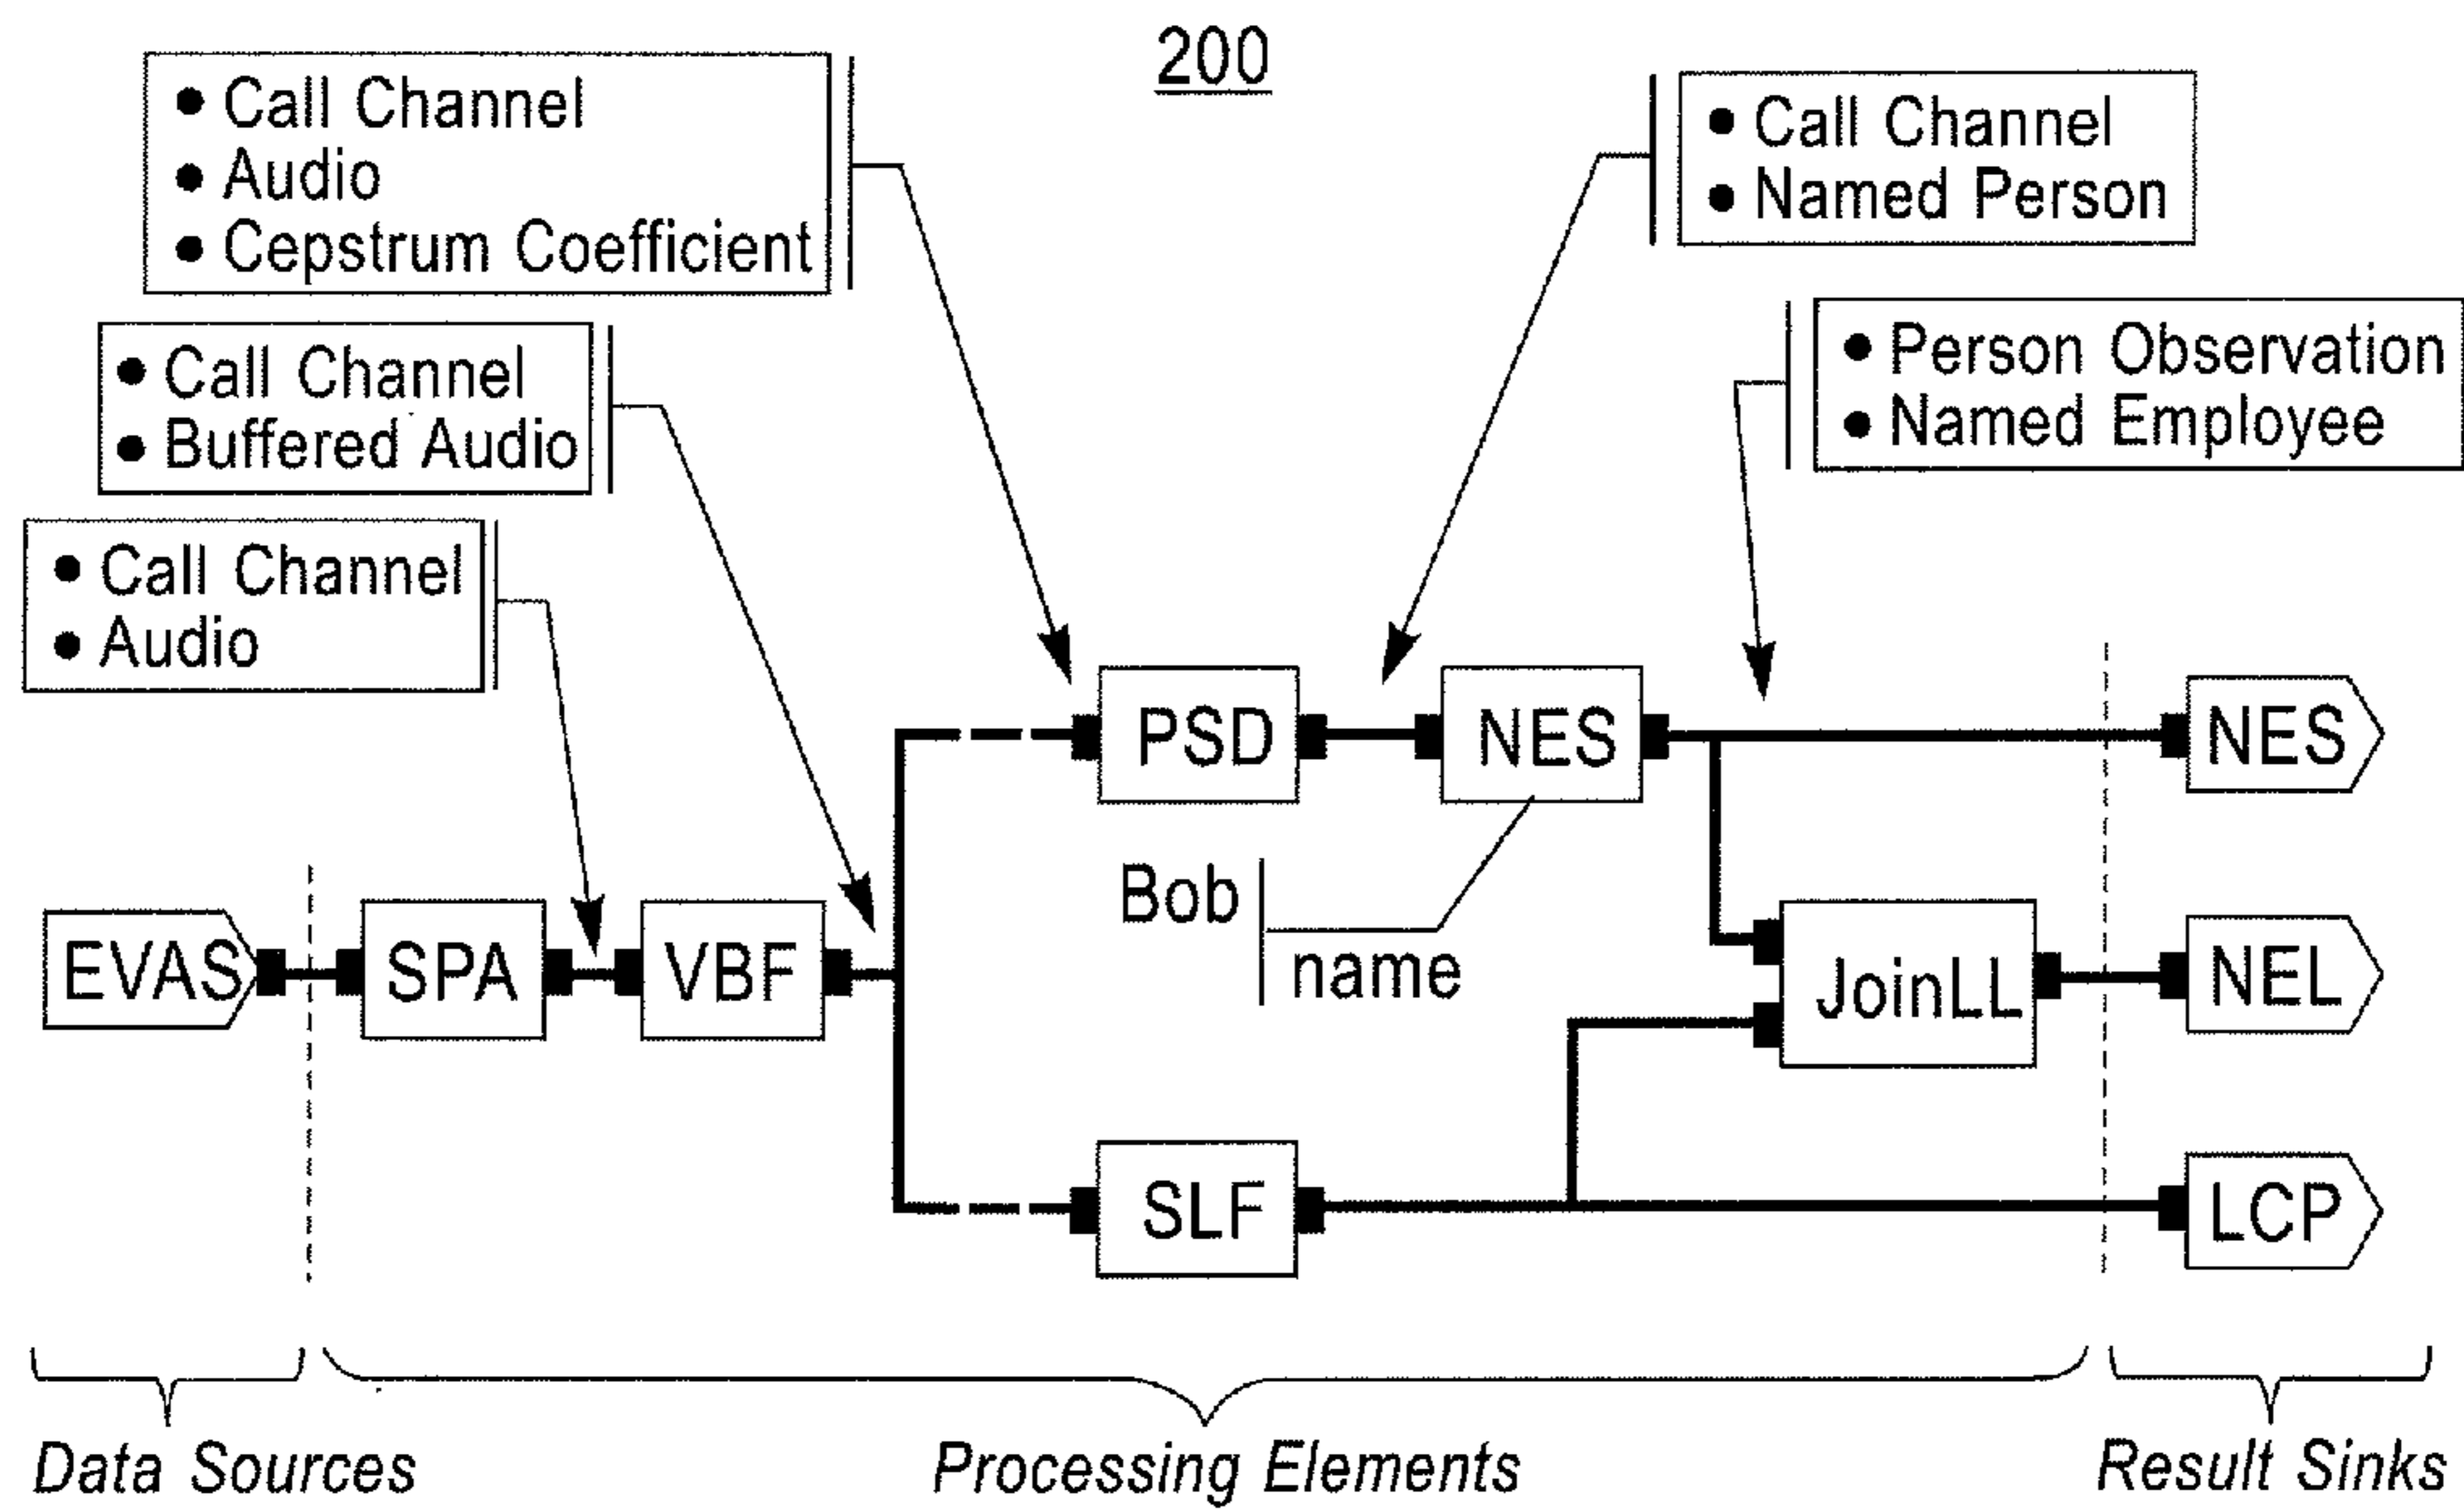 200
• Call Channel
• Audio
• Cepstrum Coefficient
• Call Channel
• Named Person
• Call Channel
• Buffered Audio
• Person Observation
• Named Employee
• Call Channel
• Audio
PSD
NES
NES
Bob
name
EVAS
SPA
VBF
JoinLL
NEL
SLF
LCP
Data Sources
Processing Elements
Result Sinks